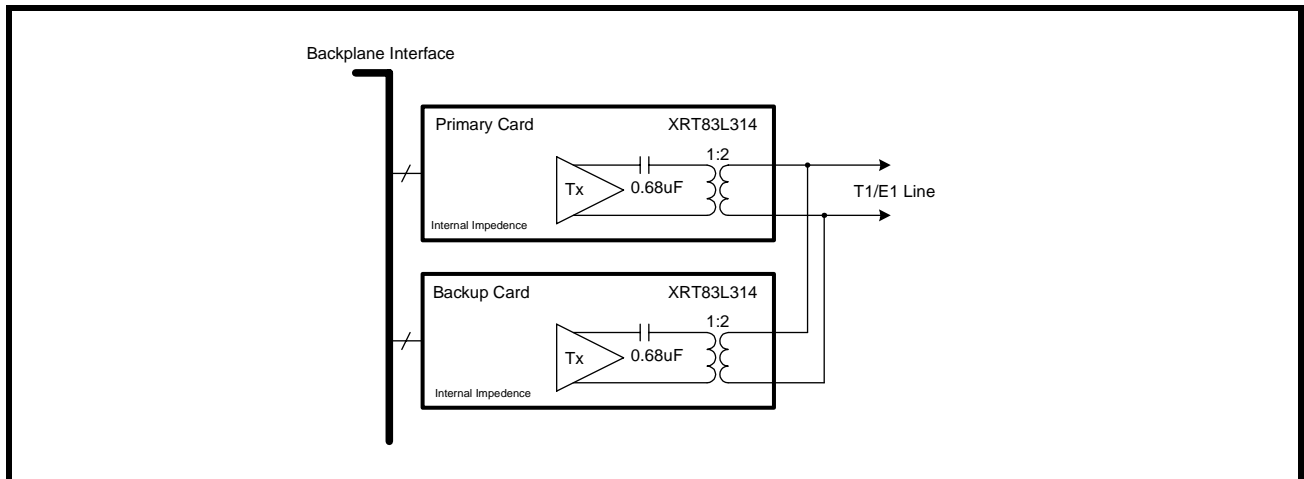 Backplane Interface
Primary Card XRT83L314
1:2
Tx 0.68uF
Internal Impedence
T1/E1 Line
Backup Card XRT83L314
1:2
Tx 0.68uF
Internal Impedence